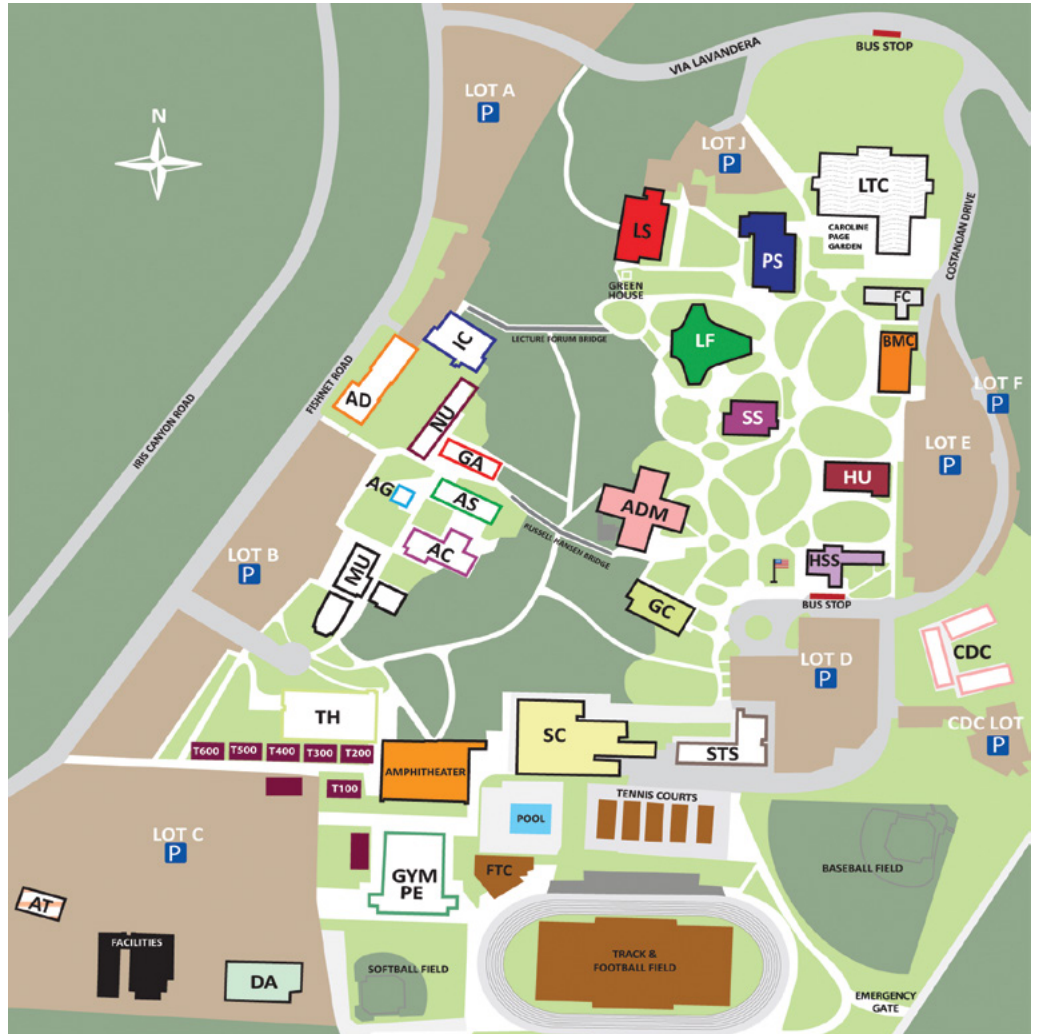 VIA LAVANDERA
BUS STOP
LOT A
P
N
LOT J
P
LTC
LS
CAROLINE
PAGE
GARDEN
PS
COSTANOAN DRIVE
GREEN
HOUSE
FC
IC
LECTURE FORUM BRIDGE
LF
BMC
FISHNET ROAD
AD
LOT F
P
NU
SS
IRIS CANYON ROAD
LOT E
P
GA
HU
AG
AS
ADM
RUSSELL HANSEN BRIDGE
AC
LOT B
P
MU
HSS
BUS STOP
GC
CDC
LOT D
P
TH
CDC LOT
P
SC
STS
T600
T500
T400
T300
T200
AMPHITHEATER
T100
TENNIS COURTS
POOL
LOT C
P
FTC
BASEBALL FIELD
GYM
PE
AT
FACILITIES
TRACK &
FOOTBALL FIELD
SOFTBALL FIELD
DA
EMERGENCY
GATE